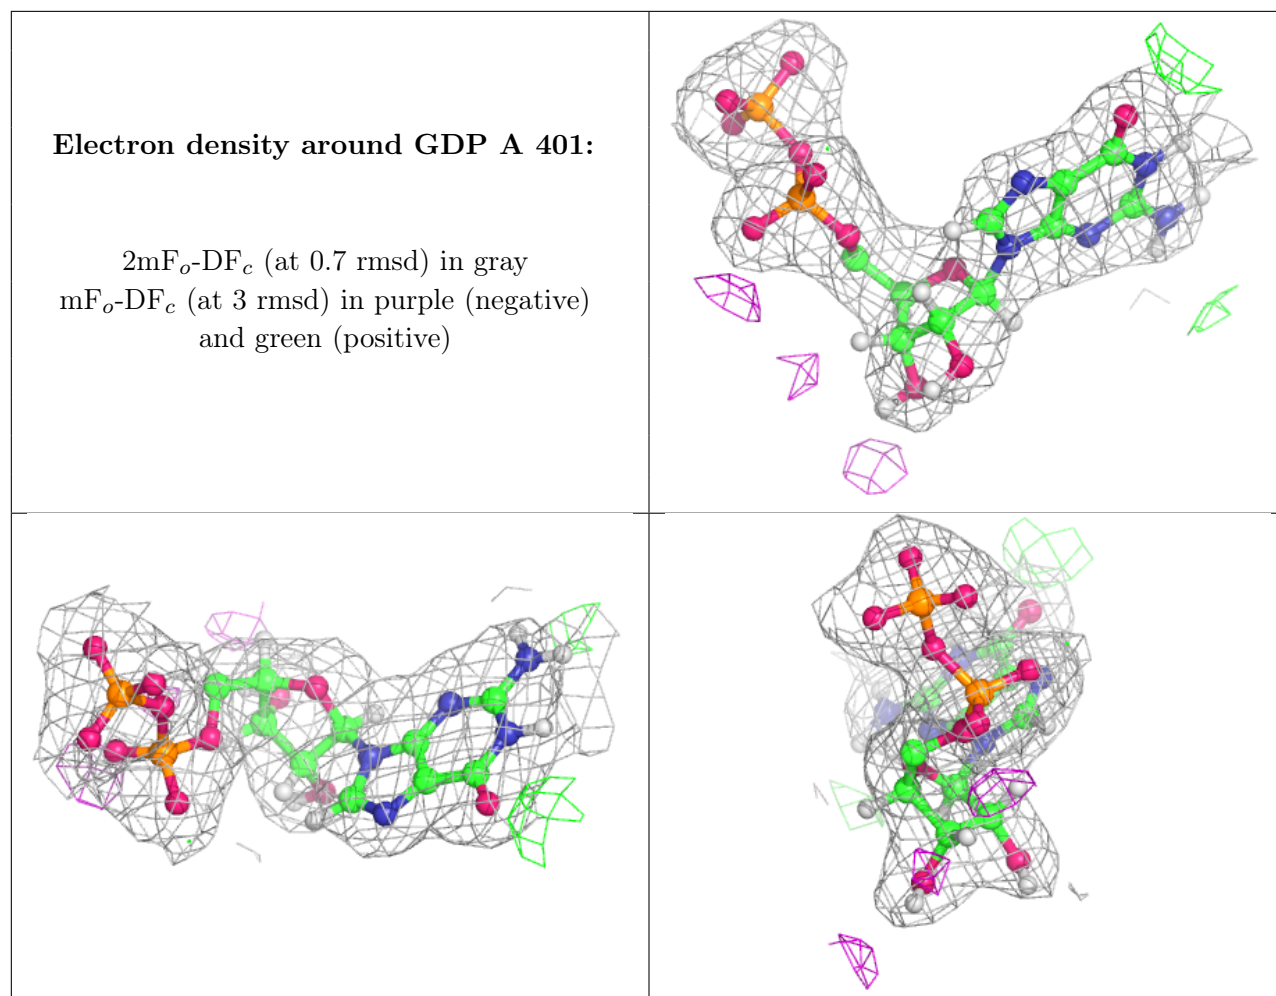 Electron density around GDP A 401:
2mFo-DFc (at 0.7 rmsd) in gray
mFo-DFc (at 3 rmsd) in purple (negative)
and green (positive)